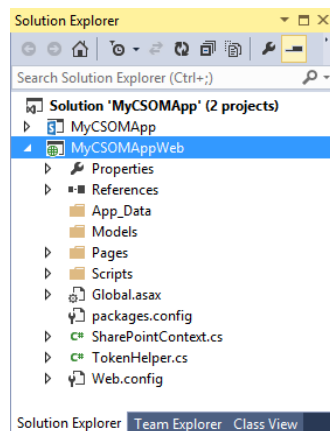 Solution Explorer
Search Solution Explorer (Ctrl+;)
Solution 'MyCSOMApp' (2 projects)
MyCSOMApp
MyCSOMAppWeb
Properties
References
App_Data
Models
Pages
Scripts
Global.asax
packages.config
C# SharePointContext.cs
C# TokenHelper.cs
Web.config
Solution Explorer Team Explorer Class View